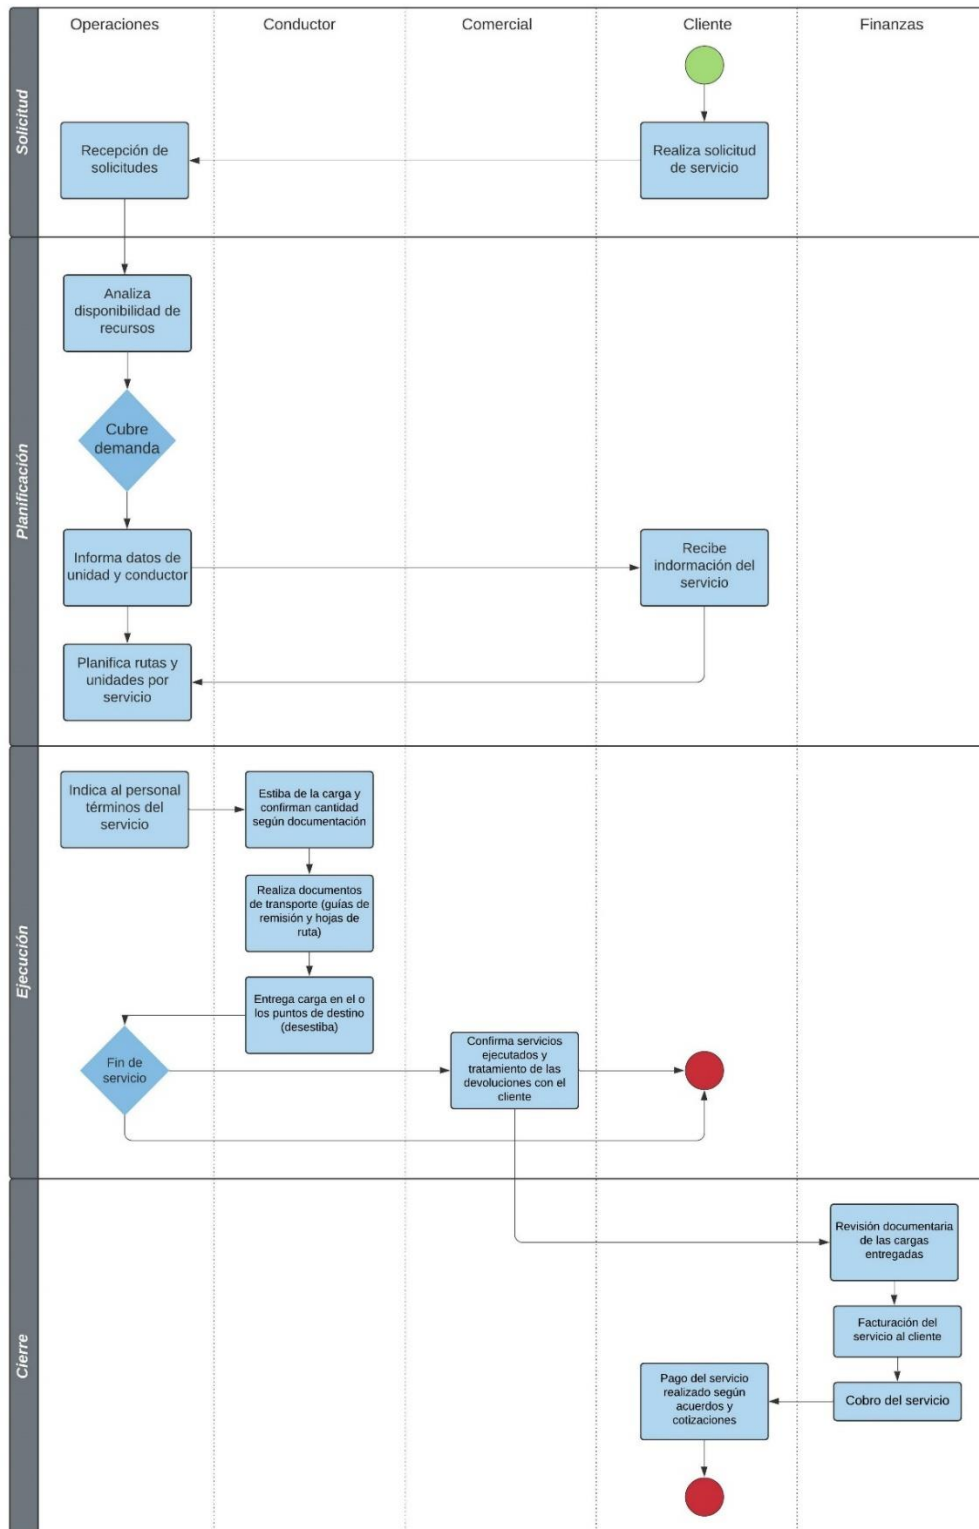 Operaciones
Conductor
Comercial
Cliente
Finanzas
Solicitud
Recepción de
solicitudes
Realiza solicitud
de servicio
Planificación
Analiza
disponibilidad de
recursos
Cubre
demanda
Informa datos de
unidad y conductor
Recibe
indormación del
servicio
Planifica rutas y
unidades por
servicio
Ejecución
Indica al personal
términos del
servicio
Estiba de la carga y
confirman cantidad
según documentación
Realiza documentos
de transporte (guías de
remisión y hojas de
ruta)
Entrega carga en el o
los puntos de destino
(desestiba)
Fin de
servicio
Confirma servicios
ejecutados y
tratamiento de las
devoluciones con el
cliente
Cierre
Revisión documentaria
de las cargas
entregadas
Facturación del
servicio al cliente
Cobro del servicio
Pago del servicio
realizado según
acuerdos y
cotizaciones